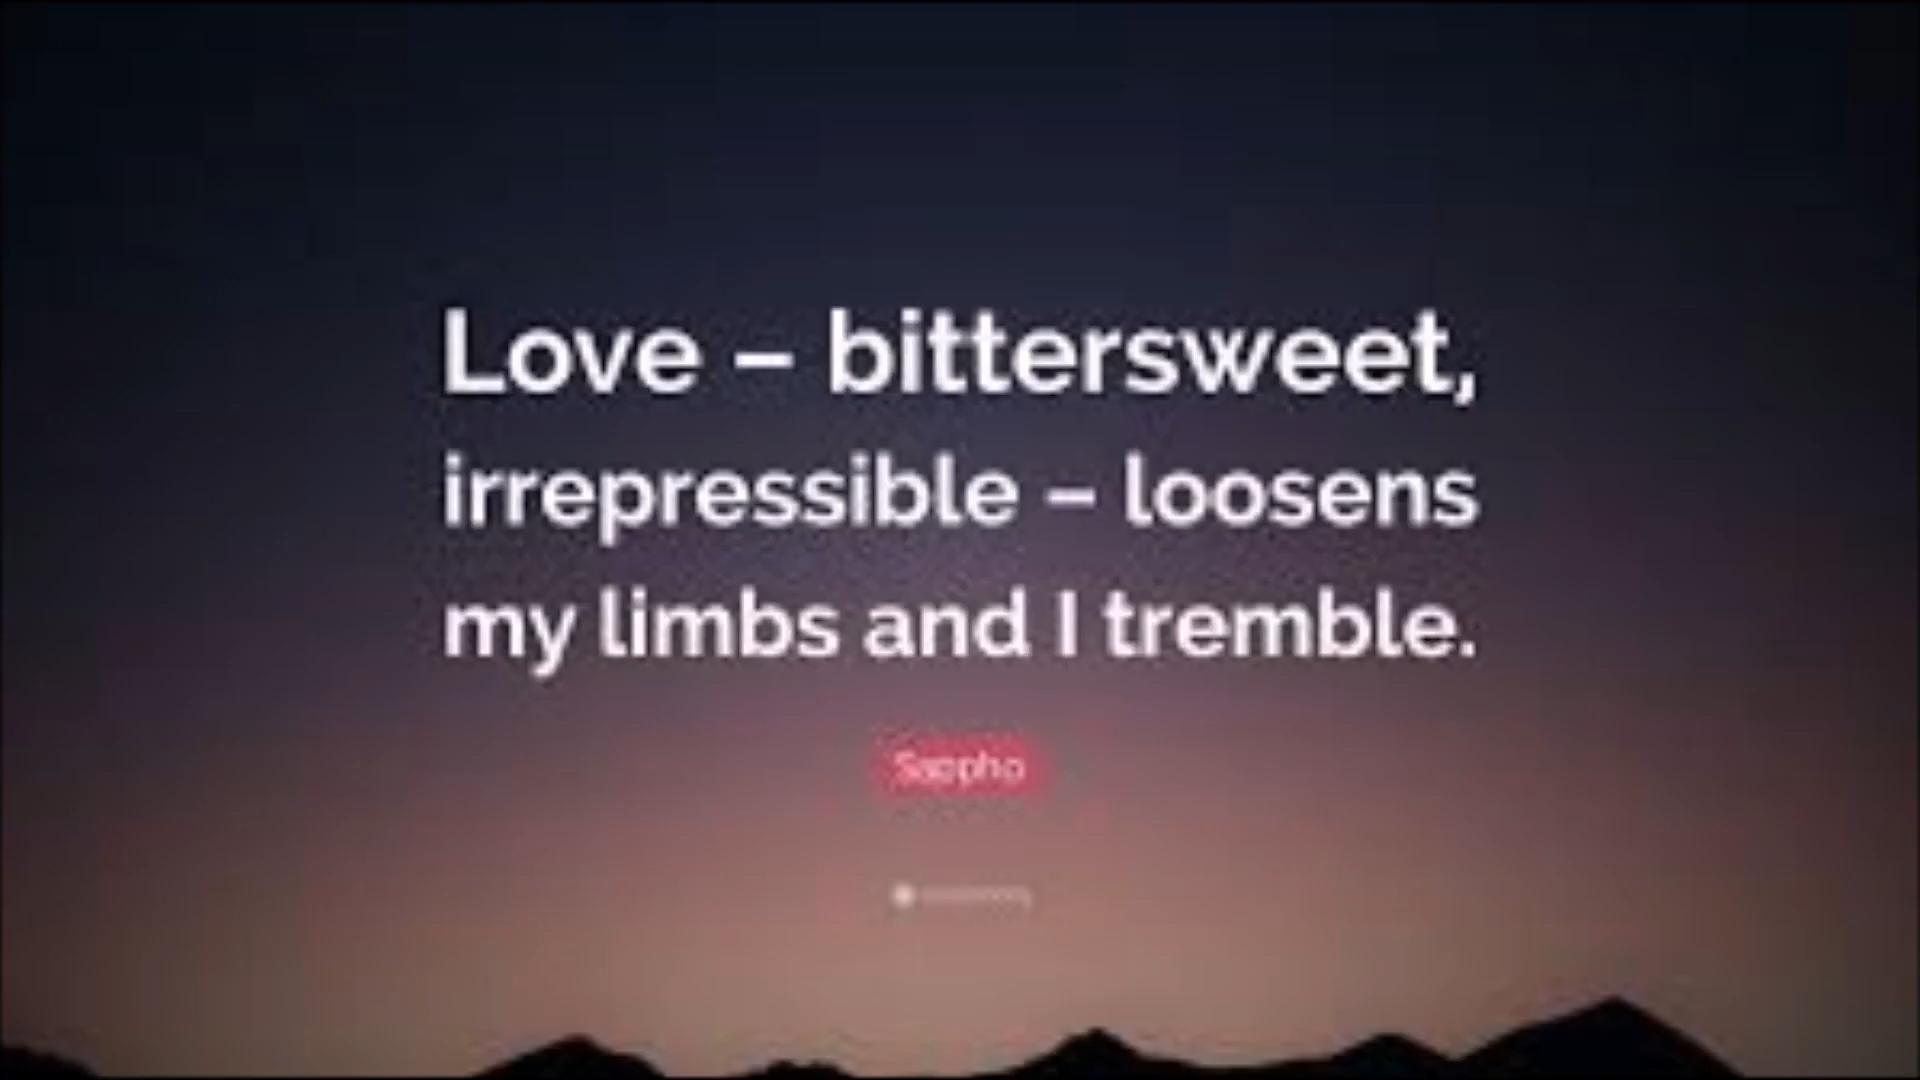 Love – bittersweet,
irrepressible – loosens
my limbs and I tremble.
Sappho